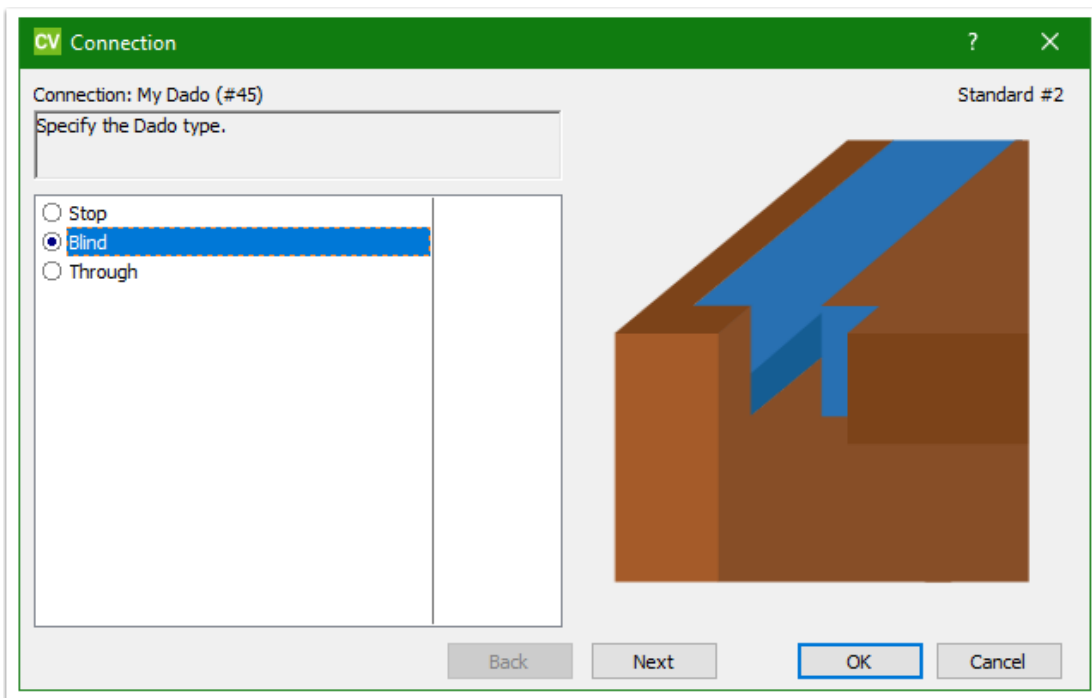 CV Connection ?
Connection: My Dado (#45) Standard #2
Specify the Dado type.
Stop
Blind
Through
Back Next OK Cancel